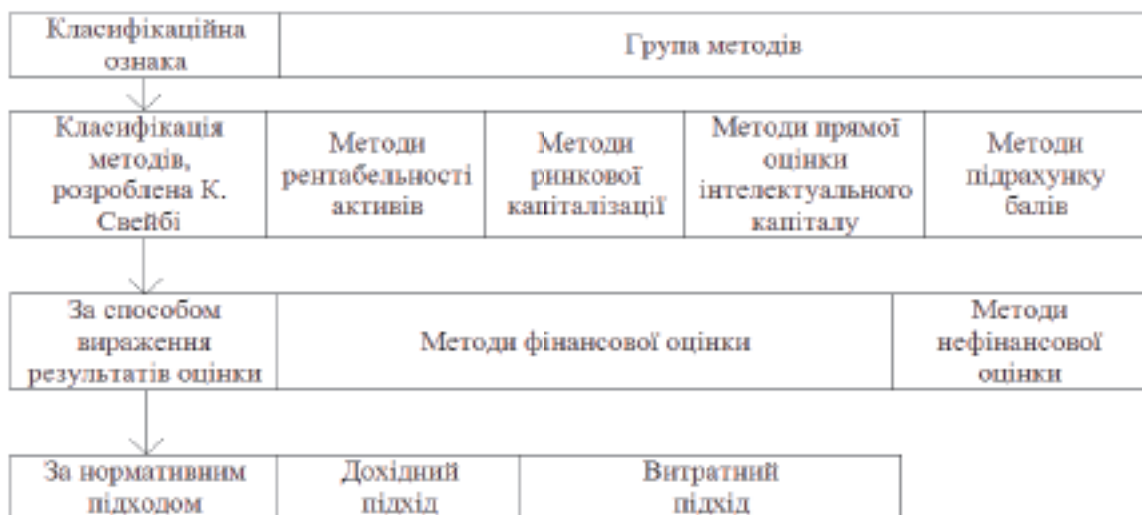 Класифікаційна
ознака
Група методів
Класифікація
методів,
розроблена К.
Свейбі
Методи
рентабельності
активів
Методи
ринкової
капіталізації
Методи прямої
оцінки
інтелектуального
капіталу
Методи
підрахунку
балів
За способом
вираження
результатів оцінки
Методи фінансової оцінки
Методи
нефінансової
оцінки
За нормативним
підходом
Дохідний
підхід
Витратний
підхід